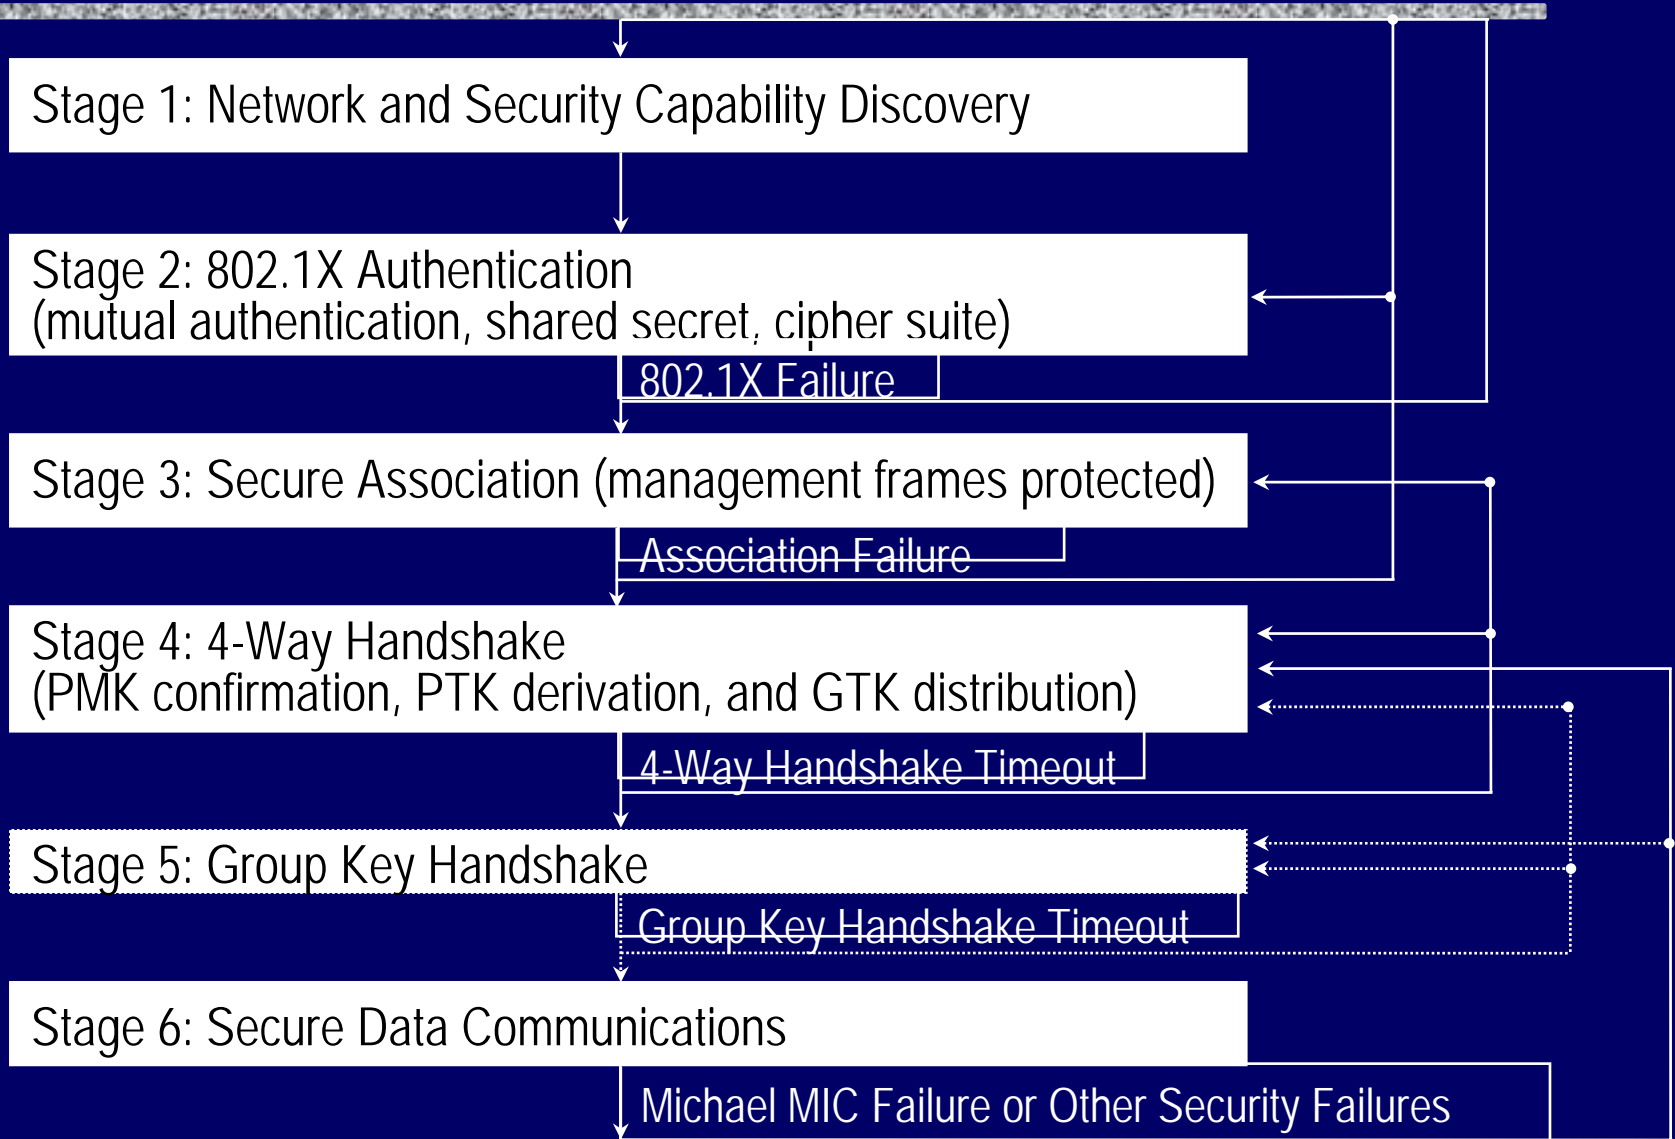 Stage 1: Network and Security Capability Discovery
Stage 2: 802.1X Authentication
(mutual authentication, shared secret, cipher suite)
802.1X Failure
Stage 3: Secure Association (management frames protected)
Association Failure
Stage 4: 4-Way Handshake
(PMK confirmation, PTK derivation, and GTK distribution)
4-Way Handshake Timeout
Stage 5: Group Key Handshake
Group Key Handshake Timeout
Stage 6: Secure Data Communications
Michael MIC Failure or Other Security Failures